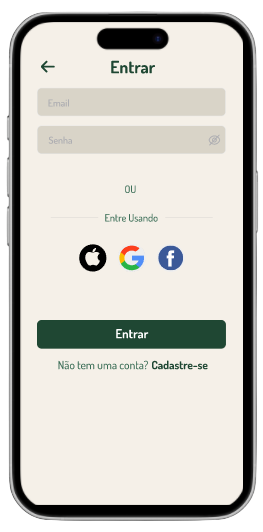 Entrar
Email
Senha
OU
Entre Usando
Entrar
Não tem uma conta? Cadastre-se